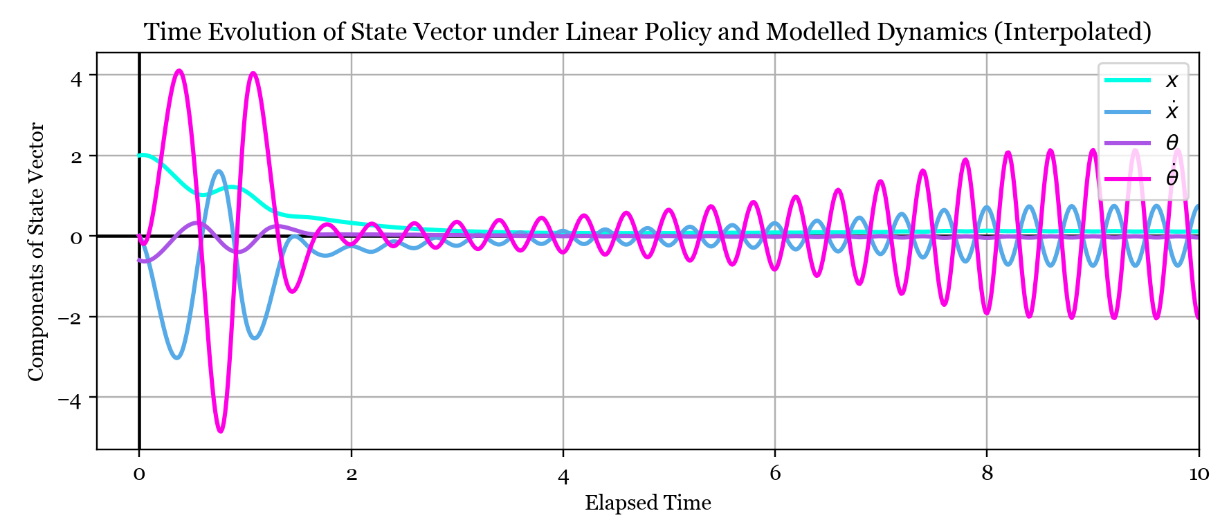 Time Evolution of State Vector under Linear Policy and Modelled Dynamics (Interpolated)
Components of State Vector
4
2
0
−2
−4
x
ẋ
θ
θ̇
0 2 4 6 8 10
Elapsed Time